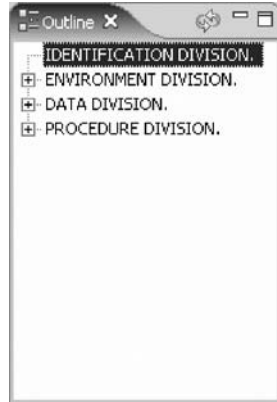 Outline
IDENTIFICATION DIVISION.
ENVIRONMENT DIVISION.
DATA DIVISION.
PROCEDURE DIVISION.